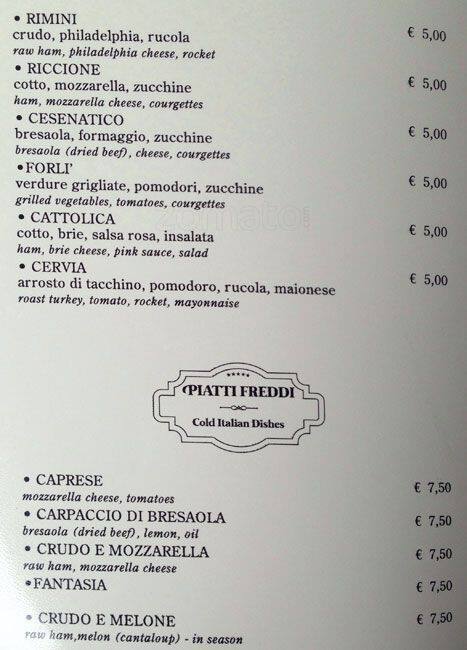 • RIMINI
crudo, philadelphia, rucola € 5,00
raw ham, philadelphia cheese, rocket
• RICCIONE
cotto, mozzarella, zucchine € 5,00
ham, mozzarella cheese, courgettes
• CESENATICO
bresaola, formaggio, zucchine € 5,00
bresaola (dried beef), cheese, courgettes
•FORLI'
verdure grigliate, pomodori, zucchine € 5,00
grilled vegetables, tomatoes, courgettes
zomato.com
• CATTOLICA
cotto, brie, salsa rosa, insalata € 5,00
ham, brie cheese, pink sauce, salad
• CERVIA
arrosto di tacchino, pomodoro, rucola, maionese € 5,00
roast turkey, tomato, rocket, mayonnaise
PIATTI FREDDI
Cold Italian Dishes
• CAPRESE € 7,50
mozzarella cheese, tomatoes
• CARPACCIO DI BRESAOLA € 7,50
bresaola (dried beef), lemon, oil
• CRUDO E MOZZARELLA € 7,50
raw ham, mozzarella cheese
•FANTASIA € 7,50
• CRUDO E MELONE € 7,50
raw ham,melon (cantaloup) - in season